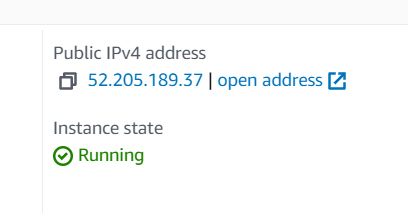 Public IPv4 address
52.205.189.37 | open address
Instance state
Running